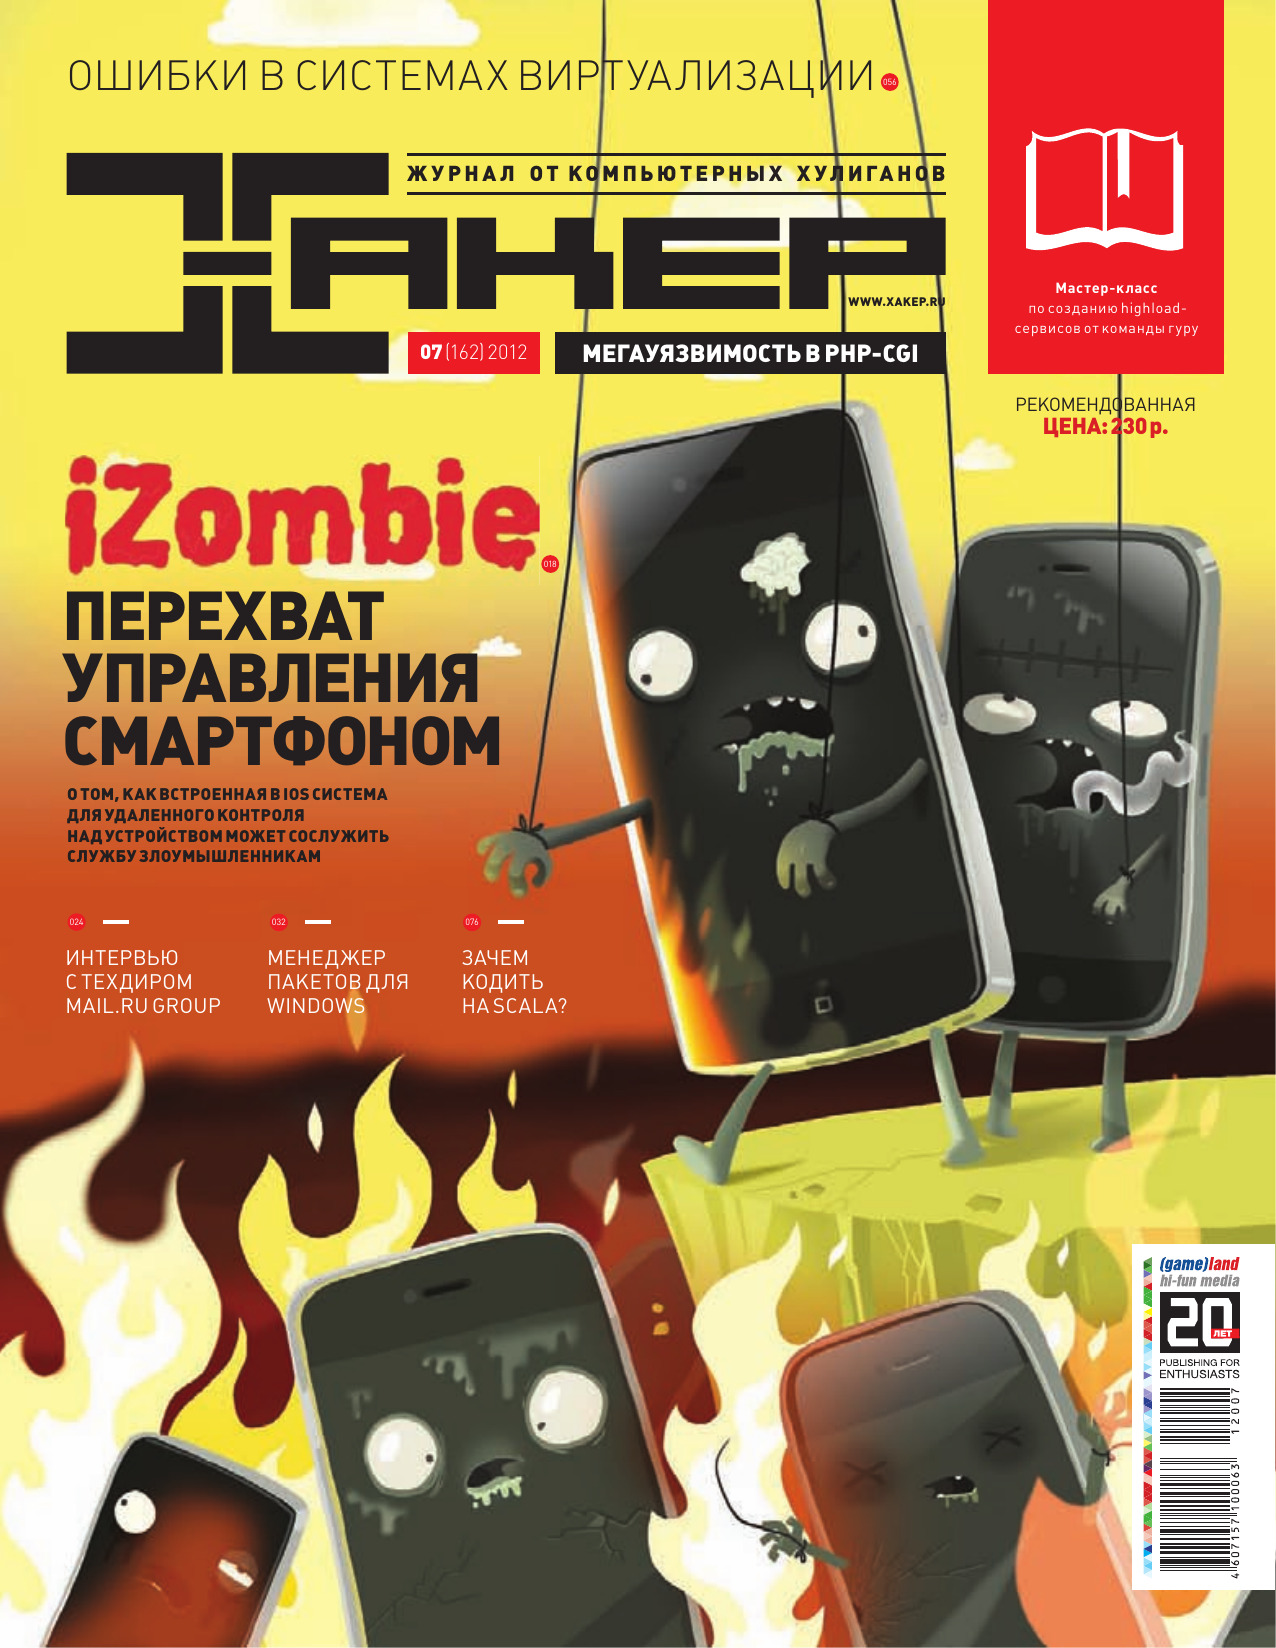 ОШИБКИ В СИСТЕМАХ ВИРТУАЛИЗАЦИИ 056
ЖУРНАЛ ОТ КОМПЬЮТЕРНЫХ ХУЛИГАНОВ
ХАКЕР
WWW.XAKEP.RU
07 (162) 2012
МЕГАУЯЗВИМОСТЬ В PHP-CGI
Мастер-класс
по созданию highload-
сервисов от команды гуру
РЕКОМЕНДОВАННАЯ
ЦЕНА: 230 р.
iZombie 018
ПЕРЕХВАТ
УПРАВЛЕНИЯ
СМАРТФОНОМ
О ТОМ, КАК ВСТРОЕННАЯ В IOS СИСТЕМА
ДЛЯ УДАЛЕННОГО КОНТРОЛЯ
НАД УСТРОЙСТВОМ МОЖЕТ СОСЛУЖИТЬ
СЛУЖБУ ЗЛОУМЫШЛЕННИКАМ
024
ИНТЕРВЬЮ
С ТЕХДИРОМ
MAIL.RU GROUP
032
МЕНЕДЖЕР
ПАКЕТОВ ДЛЯ
WINDOWS
076
ЗАЧЕМ
КОДИТЬ
НА SCALA?
(game)land
hi-fun media
20
ЛЕТ
PUBLISHING FOR
ENTHUSIASTS
12007
4 607157 100063